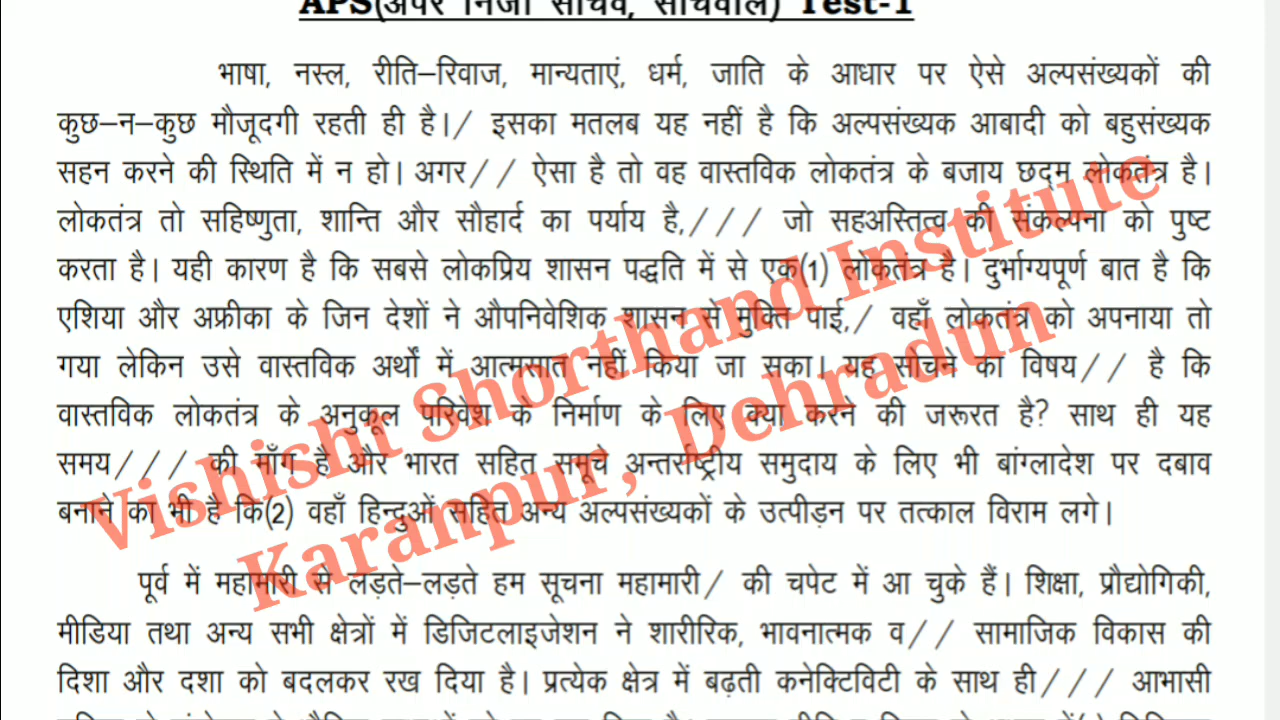 APS(अपर निजी सचिव, सचिवालय) Test-1
भाषा, नस्ल, रीति–रिवाज, मान्यताएं, धर्म, जाति के आधार पर ऐसे अल्पसंख्यकों की
कुछ–न–कुछ मौजूदगी रहती ही है।/ इसका मतलब यह नहीं है कि अल्पसंख्यक आबादी को बहुसंख्यक
सहन करने की स्थिति में न हो। अगर// ऐसा है तो वह वास्तविक लोकतंत्र के बजाय छद्म लोकतंत्र है।
लोकतंत्र तो सहिष्णुता, शान्ति और सौहार्द का पर्याय है,/// जो सहअस्तित्व की संकल्पना को पुष्ट
करता है। यही कारण है कि सबसे लोकप्रिय शासन पद्धति में से एक(1) लोकतंत्र है। दुर्भाग्यपूर्ण बात है कि
एशिया और अफ्रीका के जिन देशों ने औपनिवेशिक शासन से मुक्ति पाई,/ वहाँ लोकतंत्र को अपनाया तो
गया लेकिन उसे वास्तविक अर्थों में आत्मसात नहीं किया जा सका। यह सोचने का विषय// है कि
वास्तविक लोकतंत्र के अनुकूल परिवेश के निर्माण के लिए क्या करने की जरूरत है? साथ ही यह
समय/// की माँग है और भारत सहित समूचे अन्तर्राष्ट्रीय समुदाय के लिए भी बांग्लादेश पर दबाव
बनाने का भी है कि(2) वहाँ हिन्दुओं सहित अन्य अल्पसंख्यकों के उत्पीड़न पर तत्काल विराम लगे।
पूर्व में महामारी से लड़ते–लड़ते हम सूचना महामारी/ की चपेट में आ चुके हैं। शिक्षा, प्रौद्योगिकी,
मीडिया तथा अन्य सभी क्षेत्रों में डिजिटलाइजेशन ने शारीरिक, भावनात्मक व// सामाजिक विकास की
दिशा और दशा को बदलकर रख दिया है। प्रत्येक क्षेत्र में बढ़ती कनेक्टिविटी के साथ ही/// आभासी
Vishisht Shorthand Institute
Karanpur, Dehradun